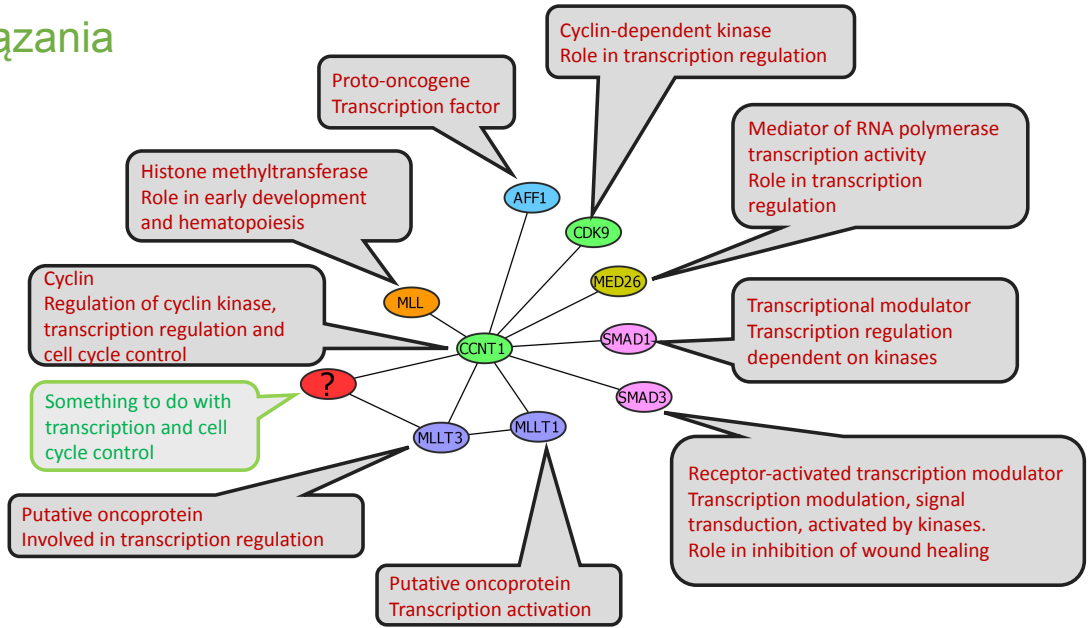 ązania
Cyclin-dependent kinase
Role in transcription regulation
Proto-oncogene
Transcription factor
Mediator of RNA polymerase
transcription activity
Role in transcription
regulation
Histone methyltransferase
Role in early development
and hematopoiesis
AFF1
CDK9
MED26
MLL
Cyclin
Regulation of cyclin kinase,
transcription regulation and
cell cycle control
Transcriptional modulator
Transcription regulation
dependent on kinases
CCNT1
SMAD1
?
SMAD3
Something to do with
transcription and cell
cycle control
MLLT3
MLLT1
Receptor-activated transcription modulator
Transcription modulation, signal
transduction, activated by kinases.
Role in inhibition of wound healing
Putative oncoprotein
Involved in transcription regulation
Putative oncoprotein
Transcription activation